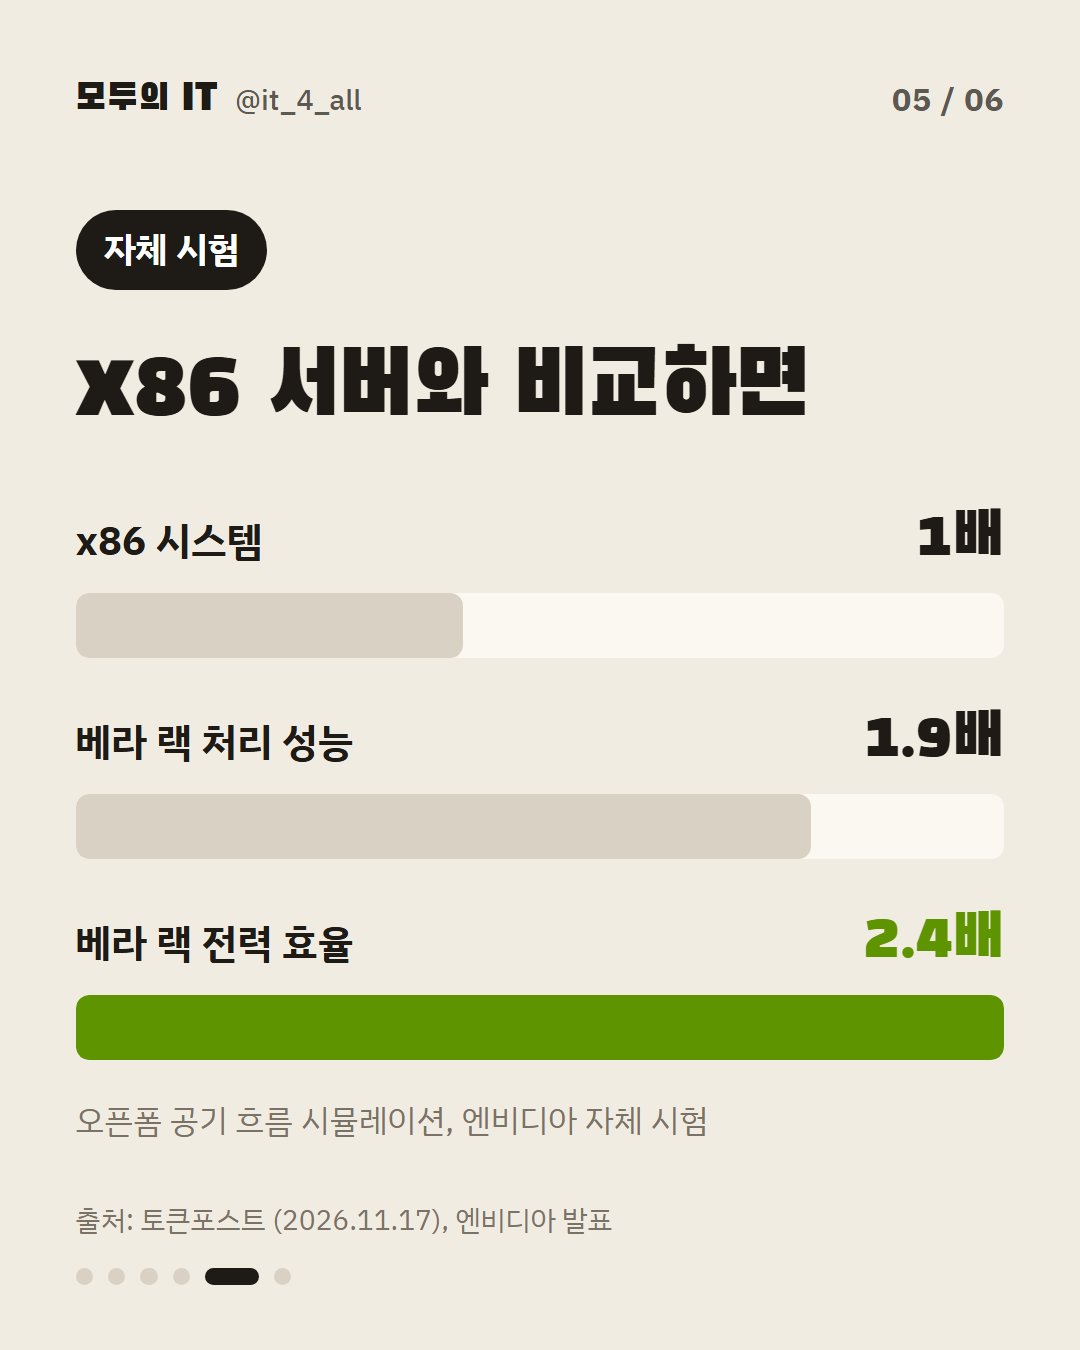 모두의 IT @it_4_all
05 / 06
자체 시험
x86 서버와 비교하면
x86 시스템
1배
베라 랙 처리 성능
1.9배
베라 랙 전력 효율
2.4배
오픈폼 공기 흐름 시뮬레이션, 엔비디아 자체 시험
출처: 토큰포스트 (2026.11.17), 엔비디아 발표